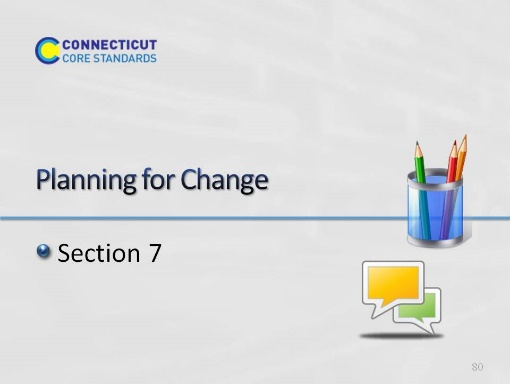 CONNECTICUT
CORE STANDARDS
Planning for Change
Section 7
80